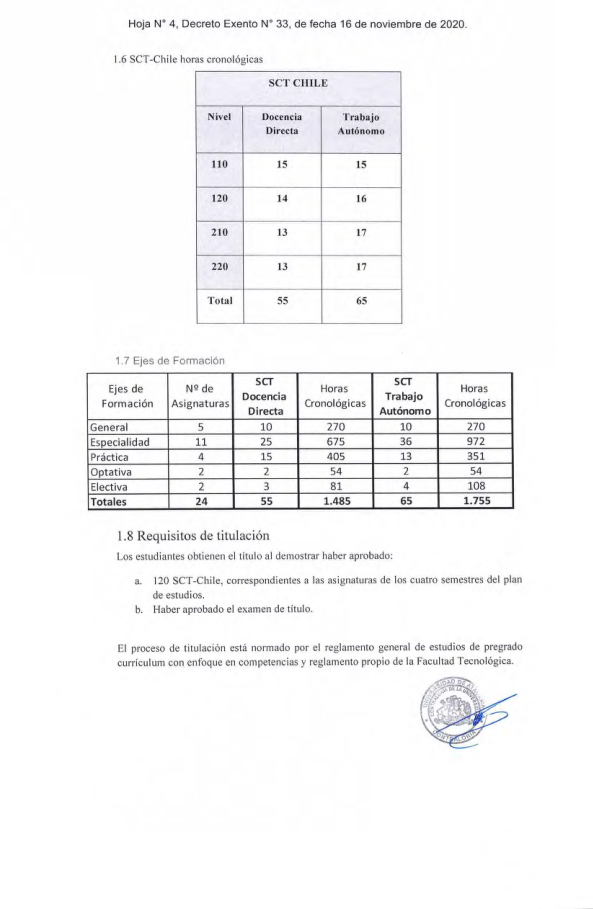 Hoja N° 4, Decreto Exento N° 33, de fecha 16 de noviembre de 2020.
1.6 SCT-Chile horas cronológicas
SCT CHILE
Nivel Docencia Directa Trabajo Autónomo
110 15 15
120 14 16
210 13 17
220 13 17
Total 55 65
1.7 Ejes de Formación
Ejes de Formación Nº de Asignaturas SCT Docencia Directa Horas Cronológicas SCT Trabajo Autónomo Horas Cronológicas
General 5 10 270 10 270
Especialidad 11 25 675 36 972
Práctica 4 15 405 13 351
Optativa 2 2 54 2 54
Electiva 2 3 81 4 108
Totales 24 55 1.485 65 1.755
1.8 Requisitos de titulación
Los estudiantes obtienen el título al demostrar haber aprobado:
a. 120 SCT-Chile, correspondientes a las asignaturas de los cuatro semestres del plan
de estudios.
b. Haber aprobado el examen de título.
El proceso de titulación está normado por el reglamento general de estudios de pregrado
currículum con enfoque en competencias y reglamento propio de la Facultad Tecnológica.